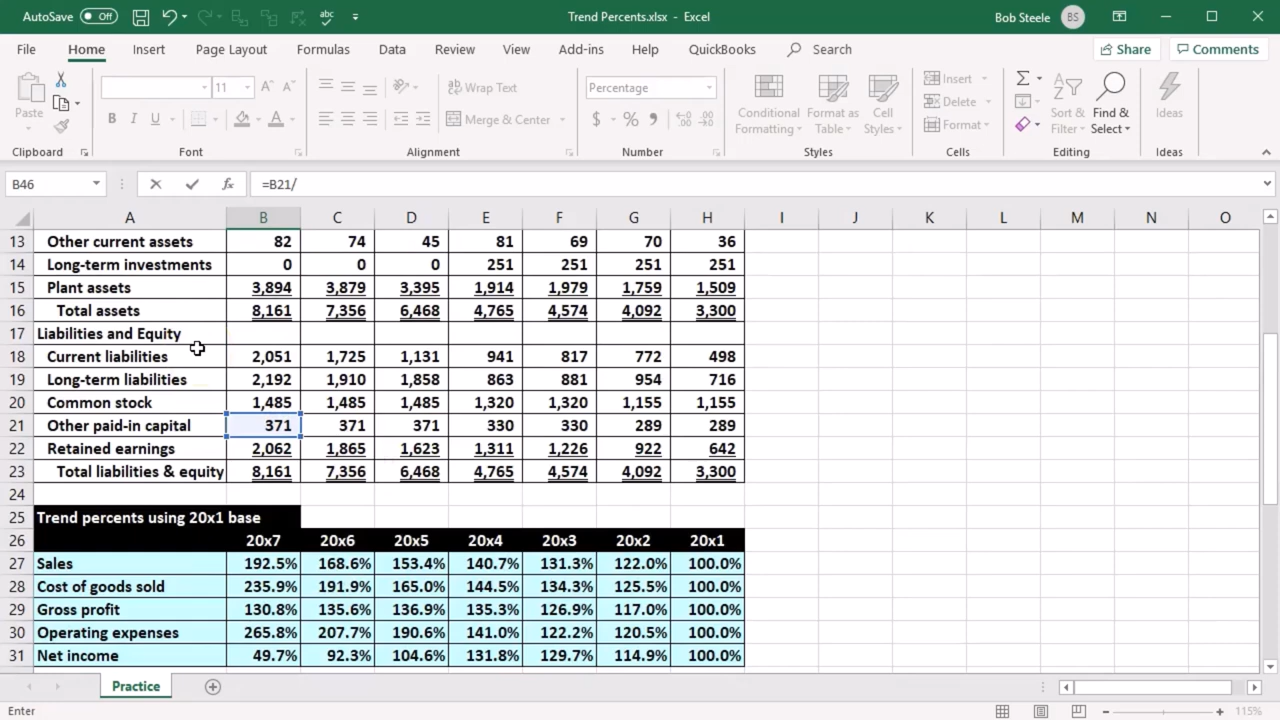 AutoSave Off Trend Percents.xlsx - Excel Bob Steele BS
File Home Insert Page Layout Formulas Data Review View Add-ins Help QuickBooks Search Share Comments
Paste 11 A A Wrap Text Percentage Conditional Formatting Format as Table Cell Styles Insert Delete Format Sort & Filter Find & Select Ideas
B I U A Merge & Center $ % ,
Clipboard Font Alignment Number Styles Cells Editing Ideas
B46 fx =B21/
A B C D E F G H I J K L M N O
13 Other current assets 82 74 45 81 69 70 36
14 Long-term investments 0 0 0 251 251 251 251
15 Plant assets 3,894 3,879 3,395 1,914 1,979 1,759 1,509
16 Total assets 8,161 7,356 6,468 4,765 4,574 4,092 3,300
17 Liabilities and Equity
18 Current liabilities 2,051 1,725 1,131 941 817 772 498
19 Long-term liabilities 2,192 1,910 1,858 863 881 954 716
20 Common stock 1,485 1,485 1,485 1,320 1,320 1,155 1,155
21 Other paid-in capital 371 371 371 330 330 289 289
22 Retained earnings 2,062 1,865 1,623 1,311 1,226 922 642
23 Total liabilities & equity 8,161 7,356 6,468 4,765 4,574 4,092 3,300
24
25 Trend percents using 20x1 base
26 20x7 20x6 20x5 20x4 20x3 20x2 20x1
27 Sales 192.5% 168.6% 153.4% 140.7% 131.3% 122.0% 100.0%
28 Cost of goods sold 235.9% 191.9% 165.0% 144.5% 134.3% 125.5% 100.0%
29 Gross profit 130.8% 135.6% 136.9% 135.3% 126.9% 117.0% 100.0%
30 Operating expenses 265.8% 207.7% 190.6% 141.0% 122.2% 120.5% 100.0%
31 Net income 49.7% 92.3% 104.6% 131.8% 129.7% 114.9% 100.0%
Practice
Enter 115%